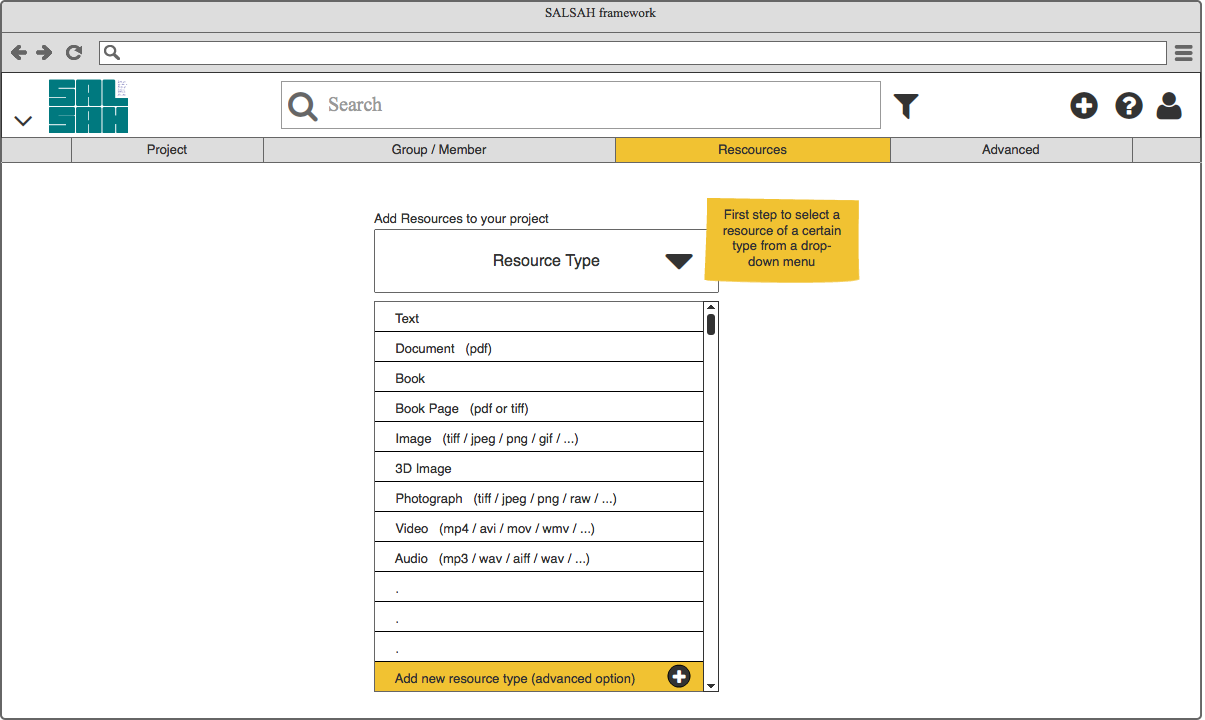 SALSAH framework
SAL
SAH
Search
Project
Group / Member
Rescources
Advanced
Add Resources to your project
First step to select a
resource of a certain
type from a drop-
down menu
Resource Type
Text
Document (pdf)
Book
Book Page (pdf or tiff)
Image (tiff / jpeg / png / gif / ...)
3D Image
Photograph (tiff / jpeg / png / raw / ...)
Video (mp4 / avi / mov / wmv / ...)
Audio (mp3 / wav / aiff / wav / ...)
.
.
.
Add new resource type (advanced option)